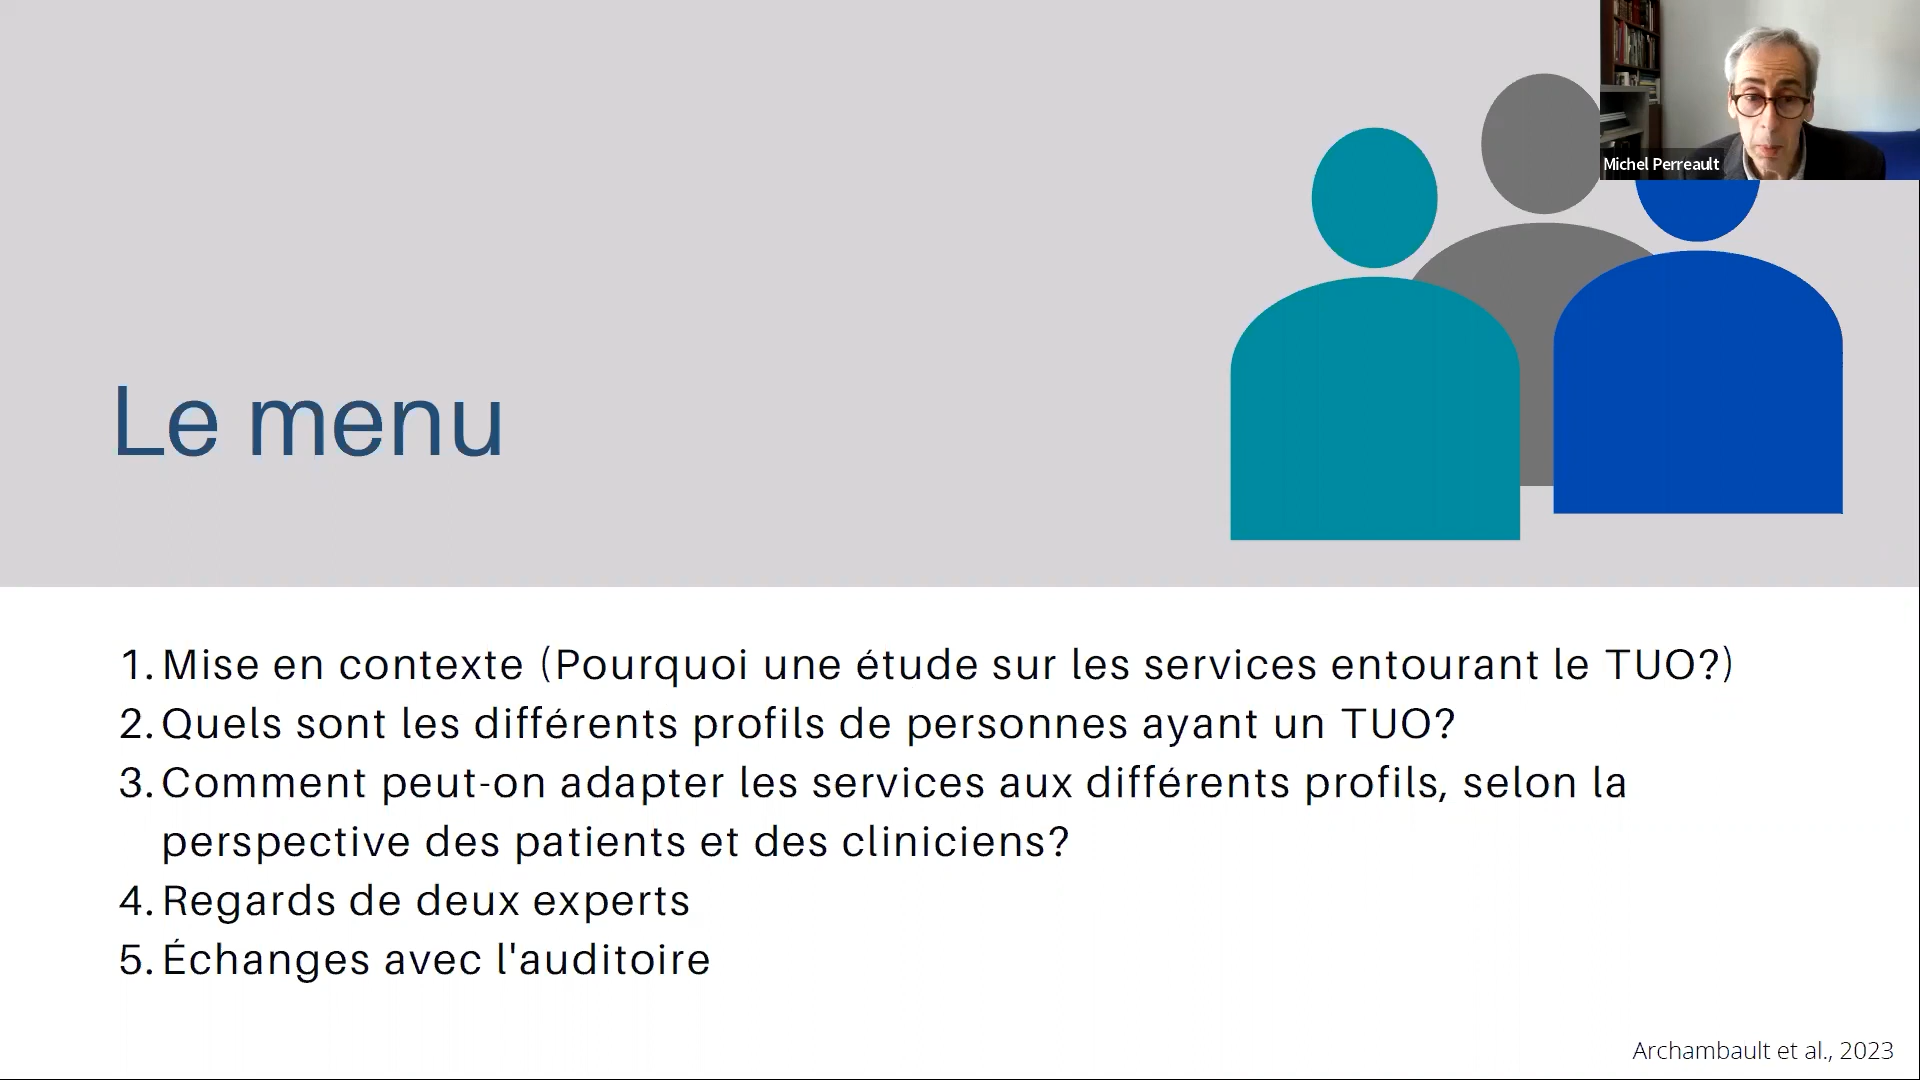 Michel Perreault
Le menu
1. Mise en contexte (Pourquoi une étude sur les services entourant le TUO?)
2. Quels sont les différents profils de personnes ayant un TUO?
3. Comment peut-on adapter les services aux différents profils, selon la
perspective des patients et des cliniciens?
4. Regards de deux experts
5. Échanges avec l'auditoire
Archambault et al., 2023